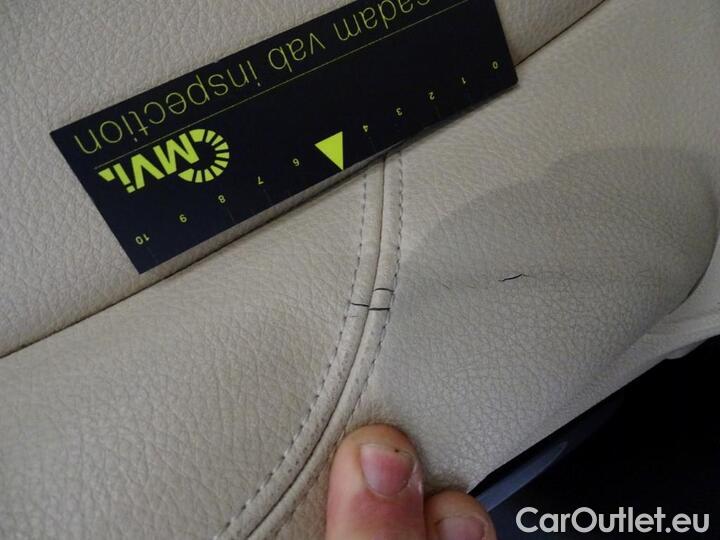 cadam vab inspection
CMVi
0 1 2 3 4 6 7 8 9 10
CarOutlet.eu